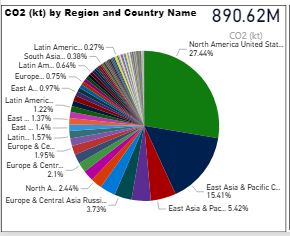 CO2 (kt) by Region and Country Name
890.62M
CO2 (kt)
North America United Stat...
27.44%
East Asia & Pacific C...
15.41%
East Asia & Pac... 5.42%
Europe & Central Asia Russi...
3.73%
North A... 2.44%
Europe & Centr...
2.1%
Europe & Ce...
1.95%
Latin... 1.57%
East ... 1.4%
East ... 1.37%
Latin Americ...
1.22%
East A... 0.97%
Europe... 0.75%
Latin Am... 0.64%
South Asia... 0.38%
Latin Americ... 0.27%